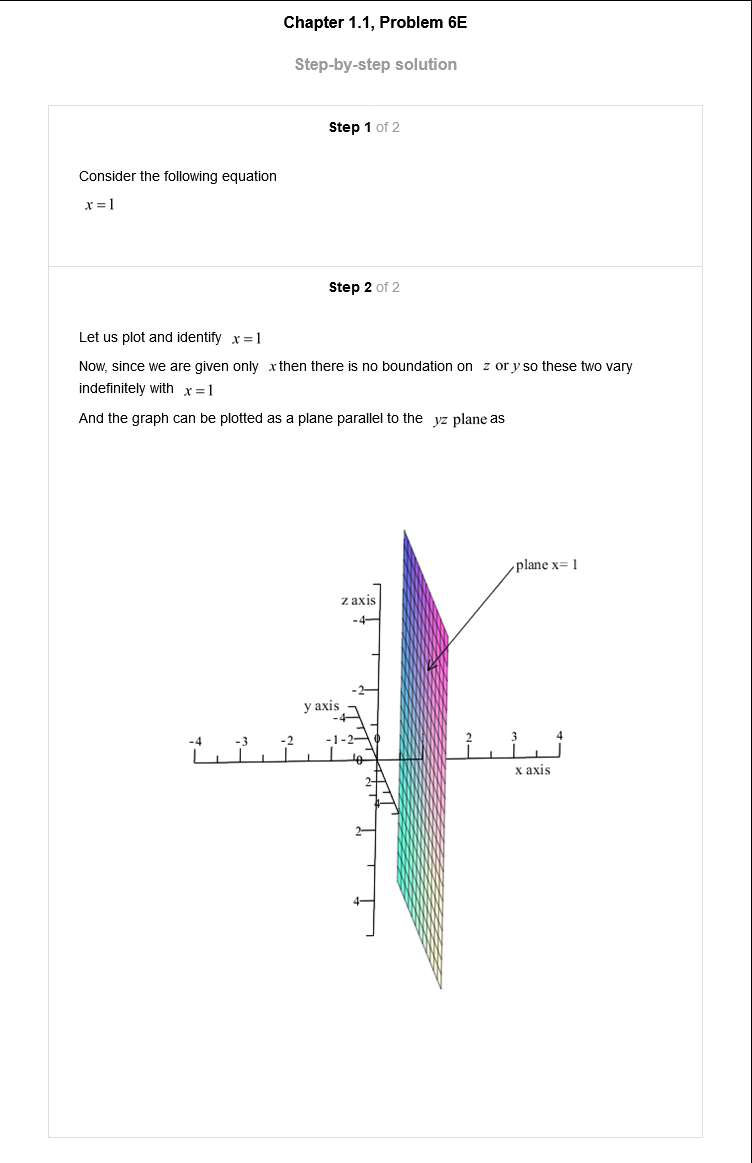 Chapter 1.1, Problem 6E
Step-by-step solution
Step 1 of 2
Consider the following equation
x = 1
Step 2 of 2
Let us plot and identify x = 1
Now, since we are given only x then there is no boundation on z or y so these two vary
indefinitely with x = 1
And the graph can be plotted as a plane parallel to the yz plane as
plane x= 1
z axis
-4
-2
y axis
-4
-4 -3 -2 -1 -2 0 2 3 4
0
x axis
2
4
2
4